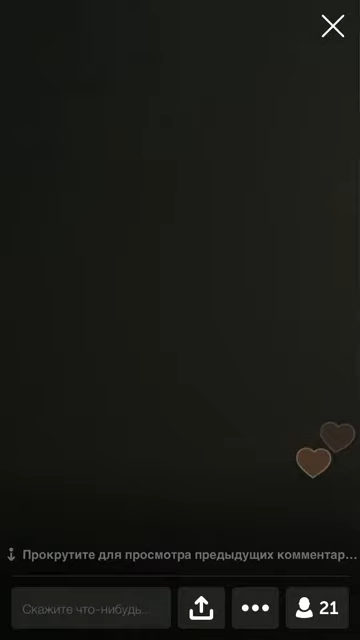 Прокрутите для просмотра предыдущих комментар...
Скажите что-нибудь...
21